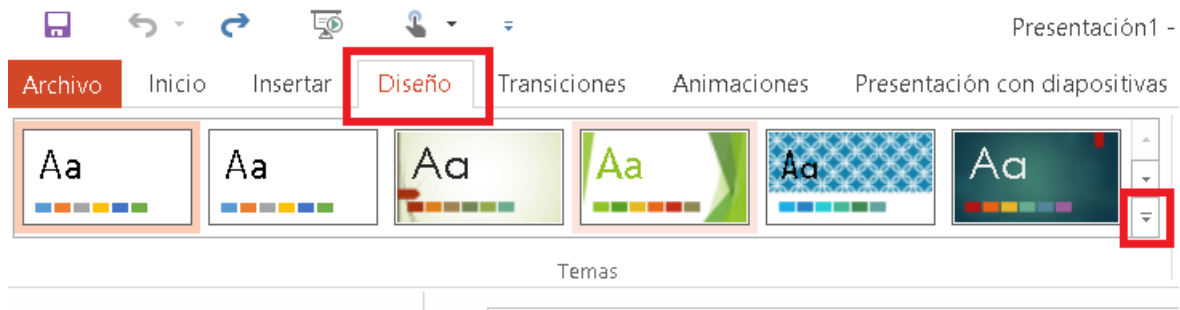 Presentación1 -
Archivo Inicio Insertar Diseño Transiciones Animaciones Presentación con diapositivas
Aa Aa Aa Aa Aa Aa
Temas